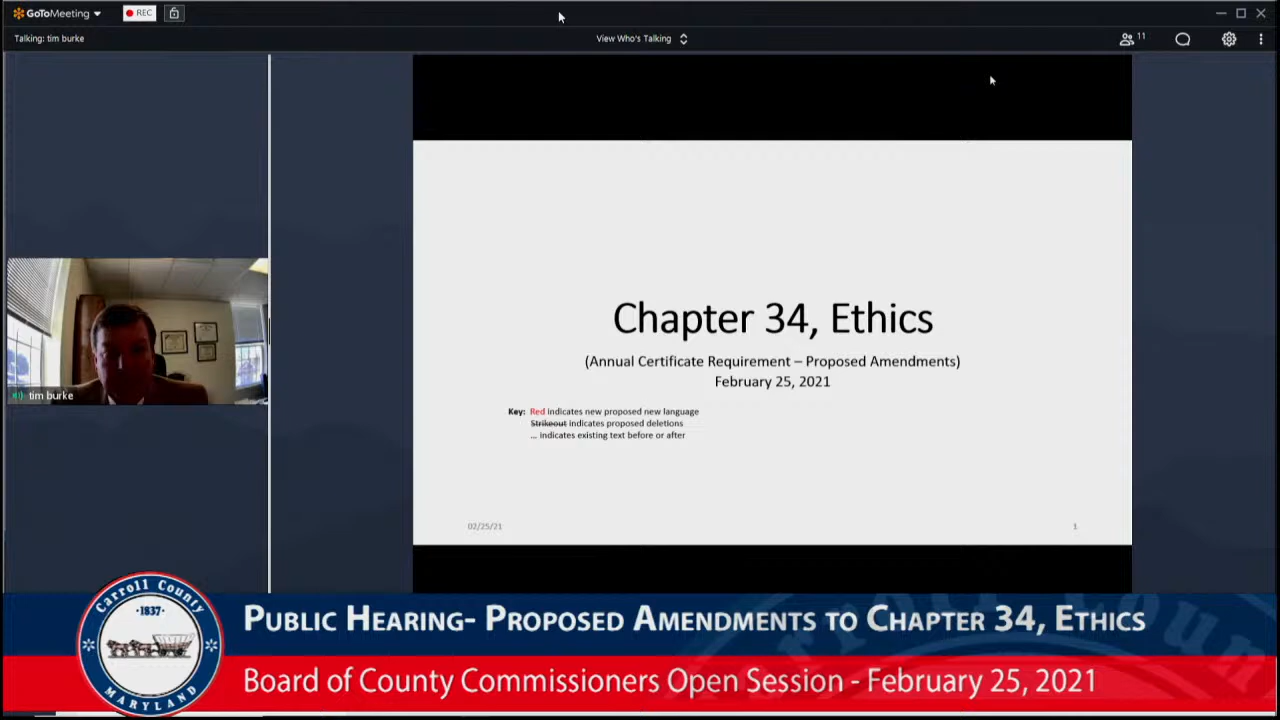 GoToMeeting
REC
Talking: tim burke
View Who's Talking
11
Chapter 34, Ethics
(Annual Certificate Requirement – Proposed Amendments)
February 25, 2021
Key: Red indicates new proposed new language
Strikeout indicates proposed deletions
... indicates existing text before or after
02/25/21
1
tim burke
Carroll County
·1837·
MARYLAND
PUBLIC HEARING- PROPOSED AMENDMENTS TO CHAPTER 34, ETHICS
Board of County Commissioners Open Session - February 25, 2021